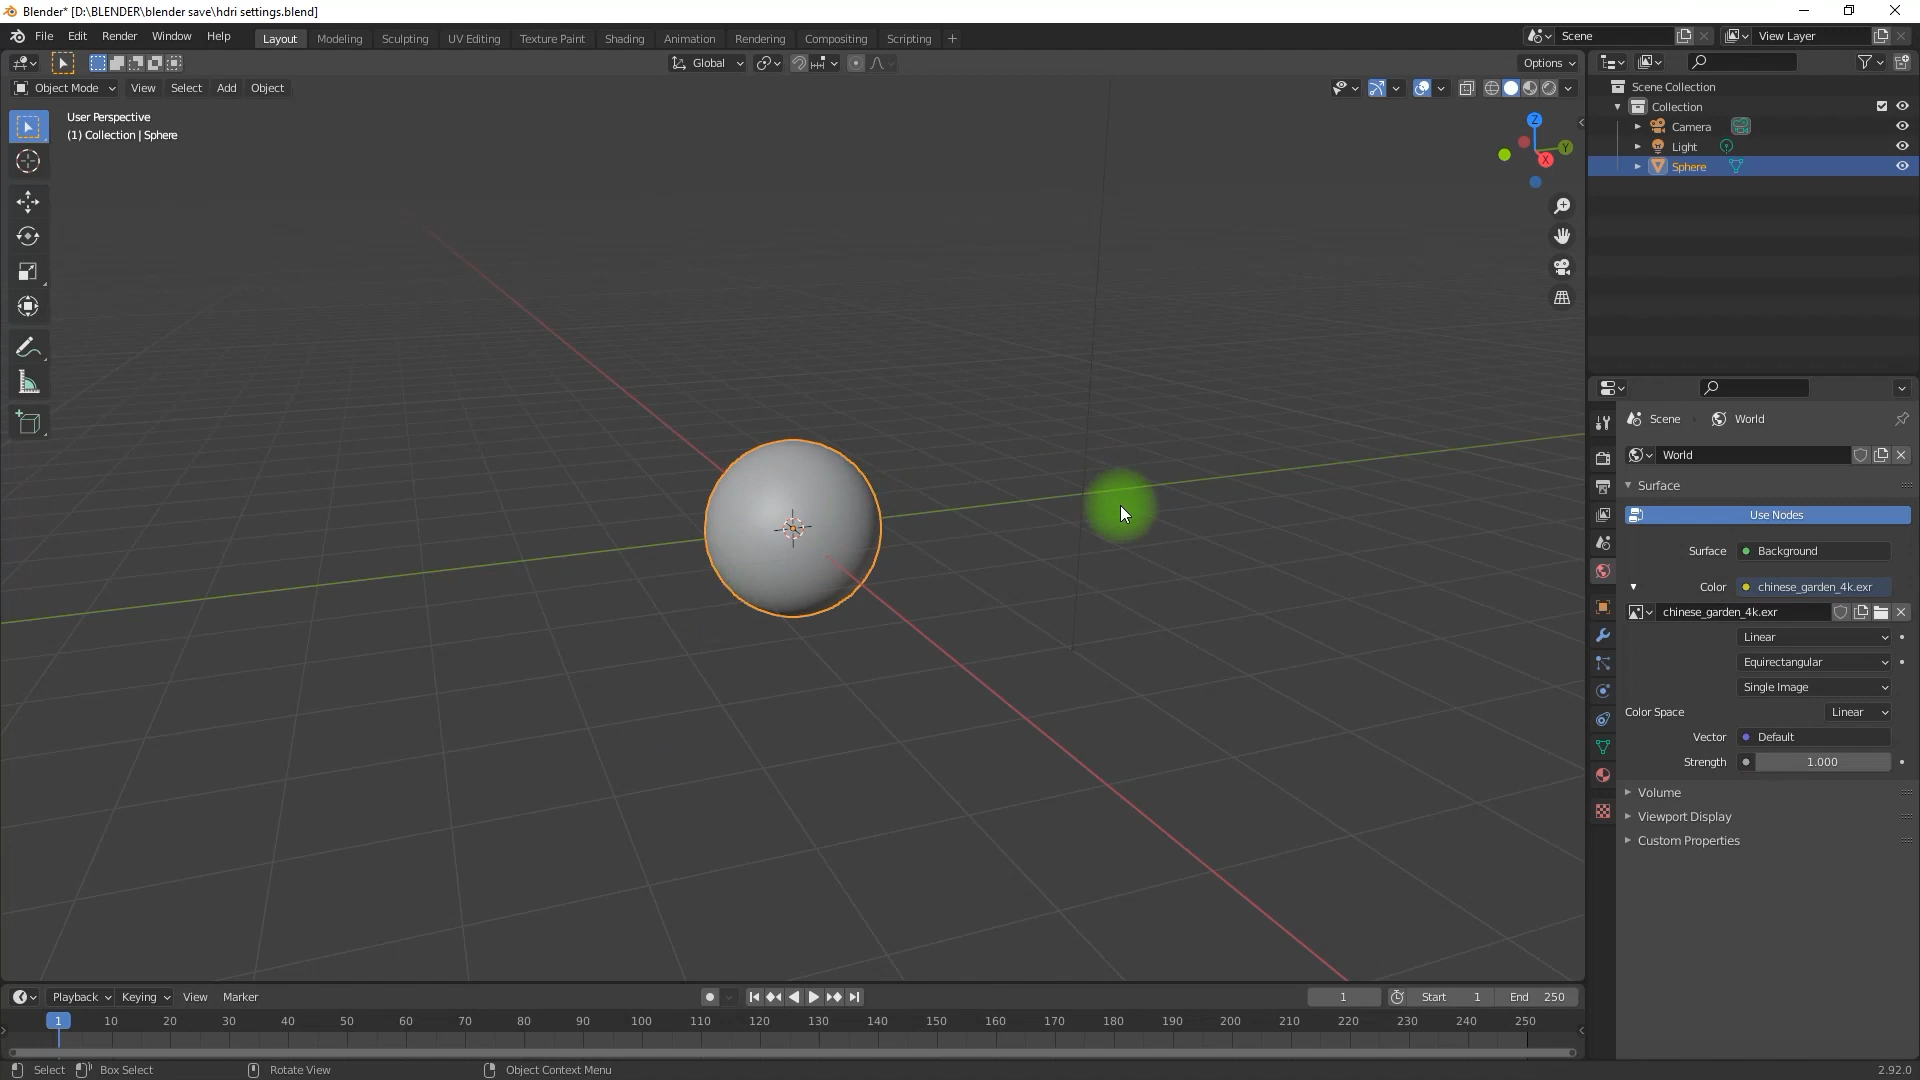 Blender* [D:\BLENDER\blender save\hdri settings.blend]
File Edit Render Window Help Layout Modeling Sculpting UV Editing Texture Paint Shading Animation Rendering Compositing Scripting Scene View Layer
Global Options
Object Mode View Select Add Object
User Perspective
(1) Collection | Sphere
Z
Y
X
Scene Collection
Collection
Camera
Light
Sphere
Scene World
World
Surface
Use Nodes
Surface Background
Color chinese_garden_4k.exr
chinese_garden_4k.exr
Linear
Equirectangular
Single Image
Color Space Linear
Vector Default
Strength 1.000
Volume
Viewport Display
Custom Properties
Playback Keying View Marker 1 Start 1 End 250
1 10 20 30 40 50 60 70 80 90 100 110 120 130 140 150 160 170 180 190 200 210 220 230 240 250
Select Box Select Rotate View Object Context Menu 2.92.0